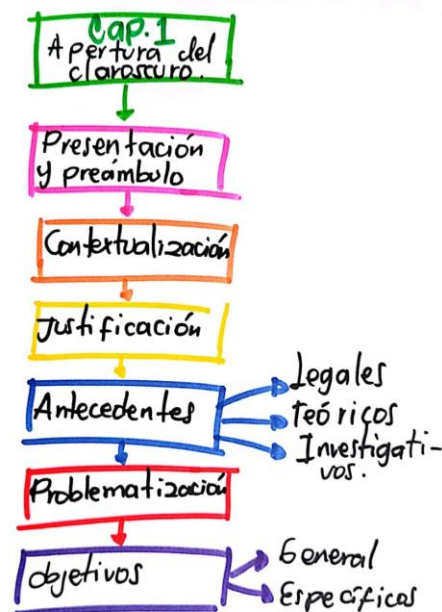 Cap. 1
Apertura del
claroscuro.
Presentación
y preámbulo
Contextualización
Justificación
Antecedentes
Legales
teóricos
Investigati-
vos.
Problematización
objetivos
General
Específicos